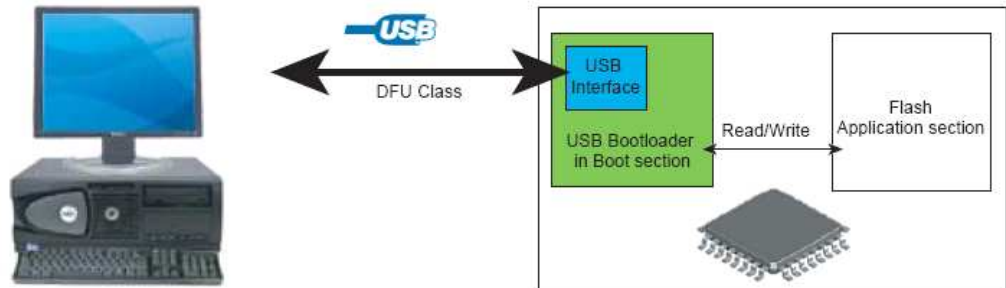 USB
DFU Class
USB
Interface
USB Bootloader
in Boot section
Read/Write
Flash
Application section